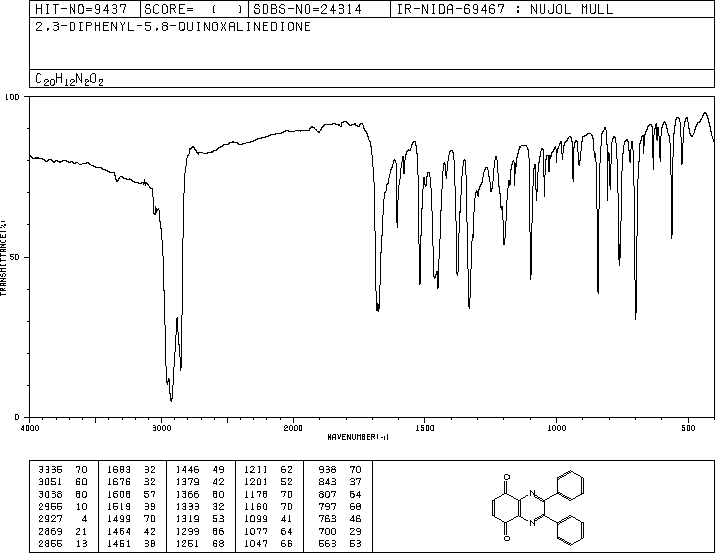 HIT-NO=9437 SCORE= ( ) SDBS-NO=24314 IR-NIDA-69467 : NUJOL MULL
2,3-DIPHENYL-5,8-QUINOXALINEDIONE
C20H12N2O2
100
TRANSMITTANCE(%)
50
0
4000 3000 2000 1500 1000 500
WAVENUMBER(-1)
3335 70 1683 32 1446 49 1211 62 938 70
3051 60 1676 32 1379 42 1201 52 843 37
3038 60 1608 57 1366 80 1178 70 807 64
2955 10 1519 39 1333 32 1160 70 797 68
2927 4 1499 70 1319 53 1099 41 763 46
2869 21 1464 42 1299 66 1077 64 700 29
2855 13 1451 38 1251 68 1047 66 563 53
O
N
N
O